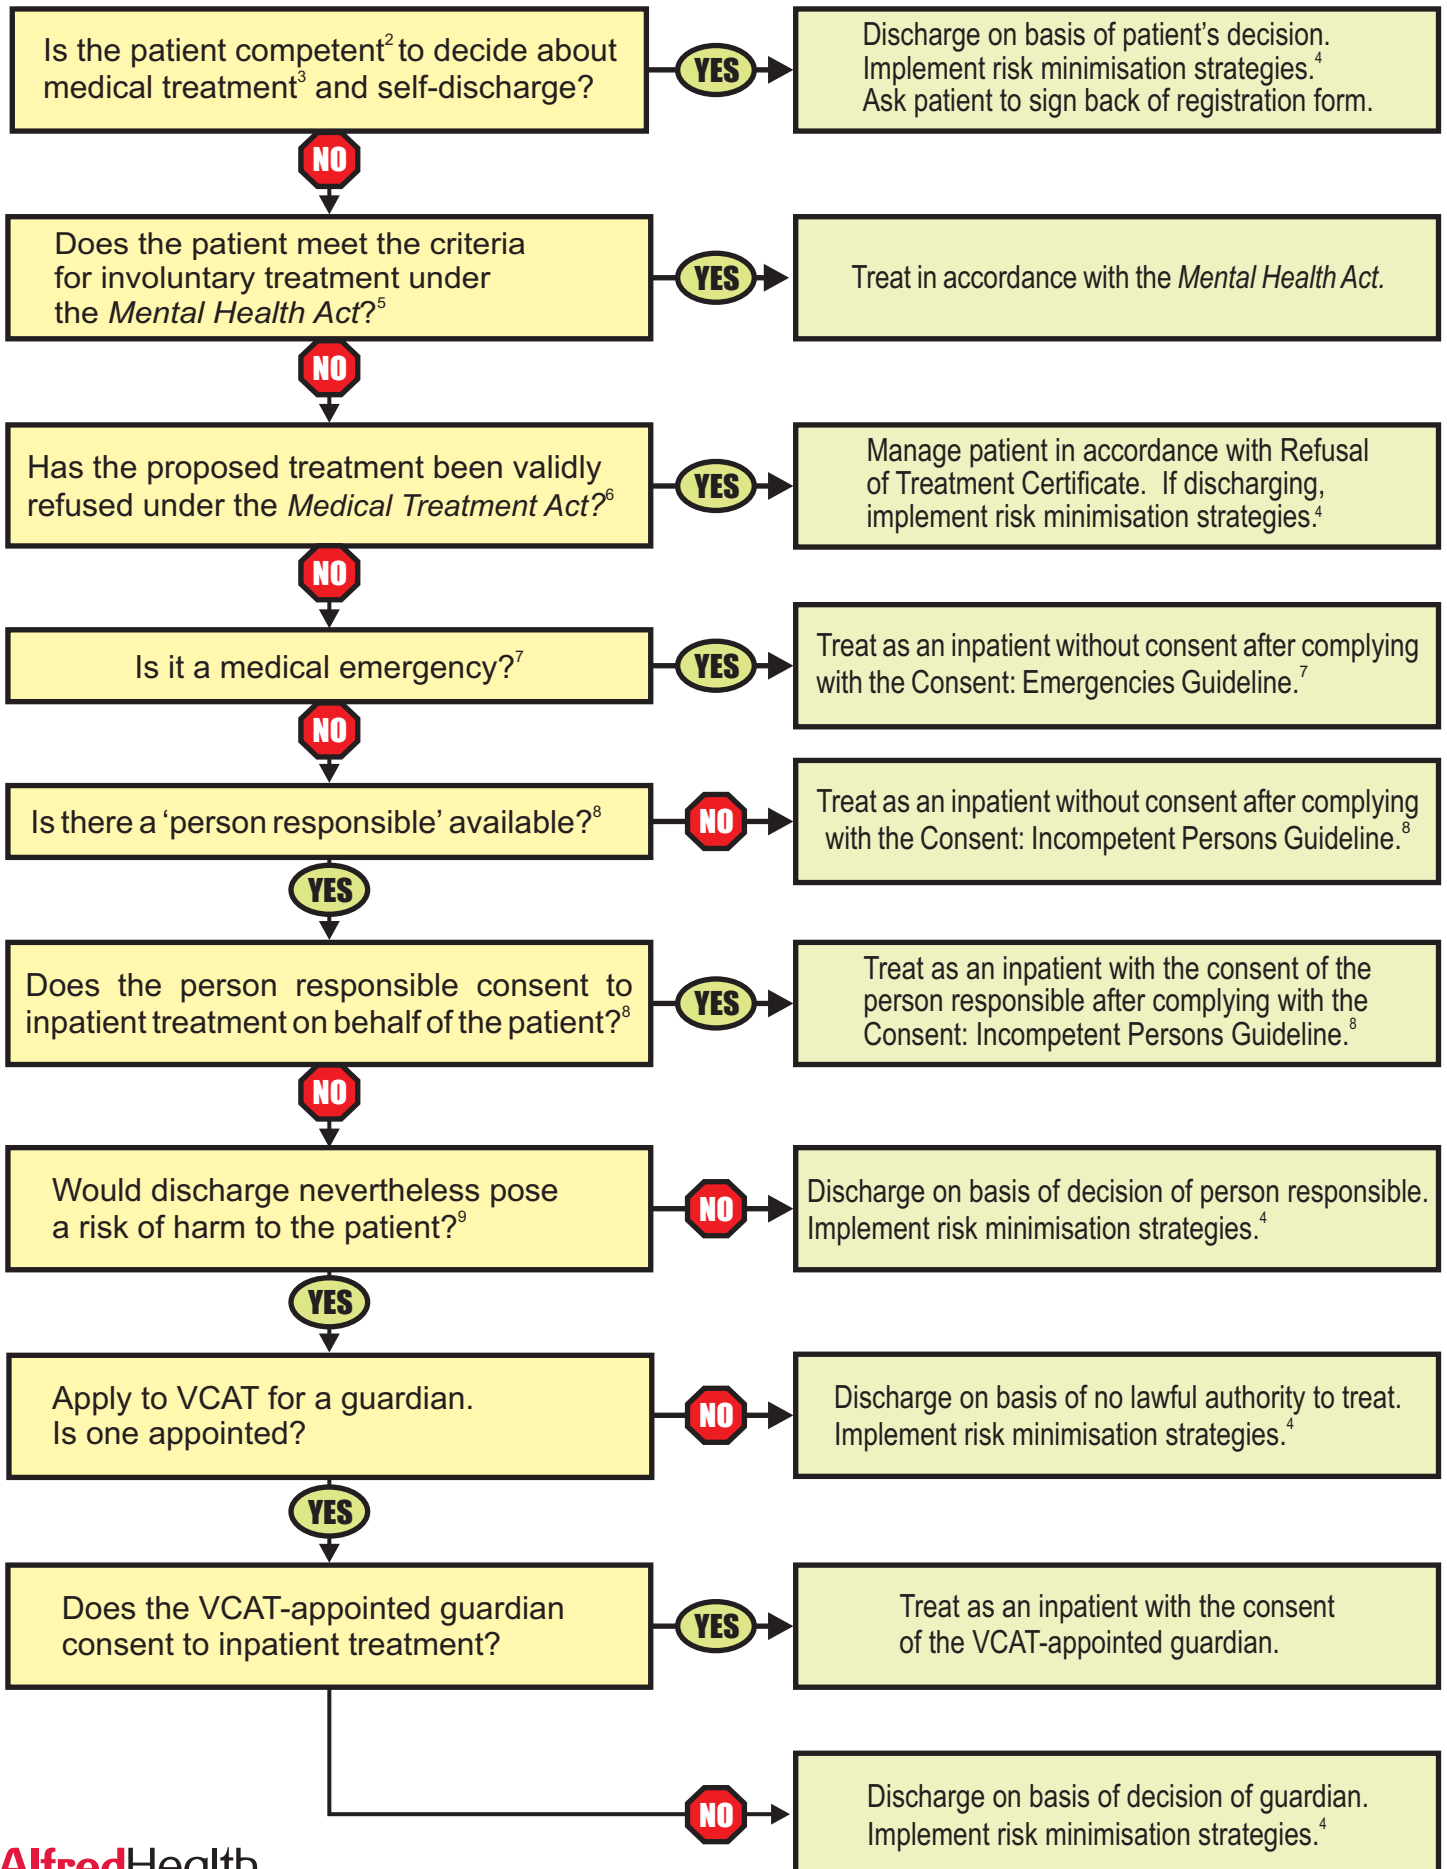 Is the patient competent² to decide about
medical treatment³ and self-discharge?
YES
Discharge on basis of patient’s decision.
Implement risk minimisation strategies.⁴
Ask patient to sign back of registration form.
NO
Does the patient meet the criteria
for involuntary treatment under
the Mental Health Act?⁵
YES
Treat in accordance with the Mental Health Act.
NO
Has the proposed treatment been validly
refused under the Medical Treatment Act?⁶
YES
Manage patient in accordance with Refusal
of Treatment Certificate. If discharging,
implement risk minimisation strategies.⁴
NO
Is it a medical emergency?⁷
YES
Treat as an inpatient without consent after complying
with the Consent: Emergencies Guideline.⁷
NO
Is there a ‘person responsible’ available?⁸
NO
Treat as an inpatient without consent after complying
with the Consent: Incompetent Persons Guideline.⁸
YES
Does the person responsible consent to
inpatient treatment on behalf of the patient?⁸
YES
Treat as an inpatient with the consent of the
person responsible after complying with the
Consent: Incompetent Persons Guideline.⁸
NO
Would discharge nevertheless pose
a risk of harm to the patient?⁹
NO
Discharge on basis of decision of person responsible.
Implement risk minimisation strategies.⁴
YES
Apply to VCAT for a guardian.
Is one appointed?
NO
Discharge on basis of no lawful authority to treat.
Implement risk minimisation strategies.⁴
YES
Does the VCAT-appointed guardian
consent to inpatient treatment?
YES
Treat as an inpatient with the consent
of the VCAT-appointed guardian.
NO
Discharge on basis of decision of guardian.
Implement risk minimisation strategies.⁴
AlfredHealth